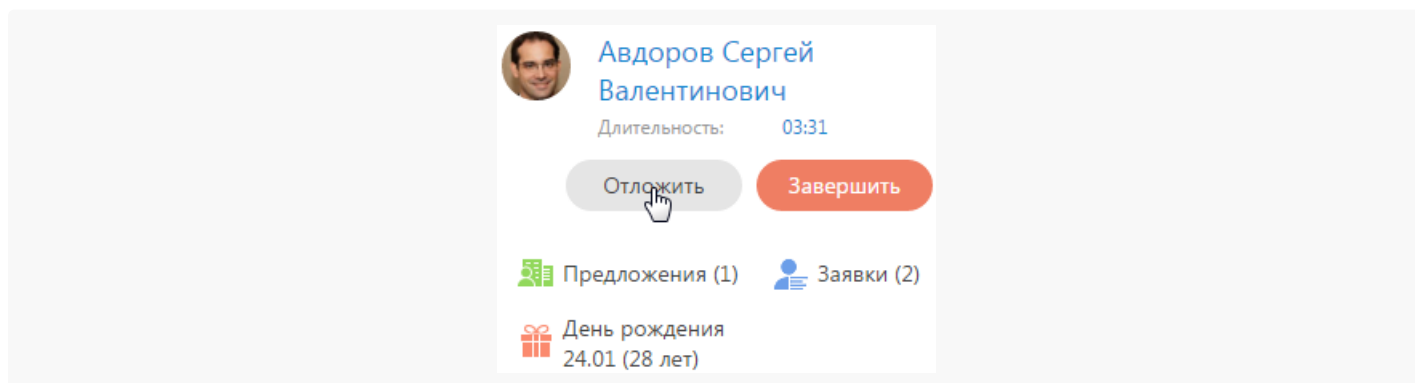 Авдоров Сергей
Валентинович
Длительность: 03:31
Отложить Завершить
Предложения (1) Заявки (2)
День рождения
24.01 (28 лет)